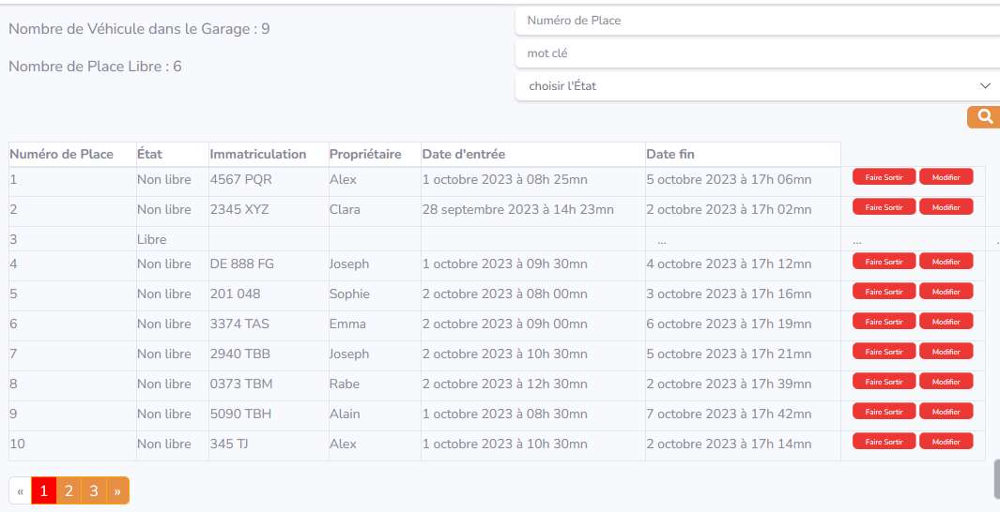 Nombre de Véhicule dans le Garage : 9
Nombre de Place Libre : 6
Numéro de Place
mot clé
choisir l'État
Numéro de Place État Immatriculation Propriétaire Date d'entrée Date fin
1 Non libre 4567 PQR Alex 1 octobre 2023 à 08h 25mn 5 octobre 2023 à 17h 06mn Faire Sortir Modifier
2 Non libre 2345 XYZ Clara 28 septembre 2023 à 14h 23mn 2 octobre 2023 à 17h 02mn Faire Sortir Modifier
3 Libre ... ... .
4 Non libre DE 888 FG Joseph 1 octobre 2023 à 09h 30mn 4 octobre 2023 à 17h 12mn Faire Sortir Modifier
5 Non libre 201 048 Sophie 2 octobre 2023 à 08h 00mn 3 octobre 2023 à 17h 16mn Faire Sortir Modifier
6 Non libre 3374 TAS Emma 2 octobre 2023 à 09h 00mn 6 octobre 2023 à 17h 19mn Faire Sortir Modifier
7 Non libre 2940 TBB Joseph 2 octobre 2023 à 10h 30mn 5 octobre 2023 à 17h 21mn Faire Sortir Modifier
8 Non libre 0373 TBM Rabe 2 octobre 2023 à 12h 30mn 2 octobre 2023 à 17h 39mn Faire Sortir Modifier
9 Non libre 5090 TBH Alain 1 octobre 2023 à 08h 30mn 7 octobre 2023 à 17h 42mn Faire Sortir Modifier
10 Non libre 345 TJ Alex 1 octobre 2023 à 10h 30mn 2 octobre 2023 à 17h 14mn Faire Sortir Modifier
« 1 2 3 »